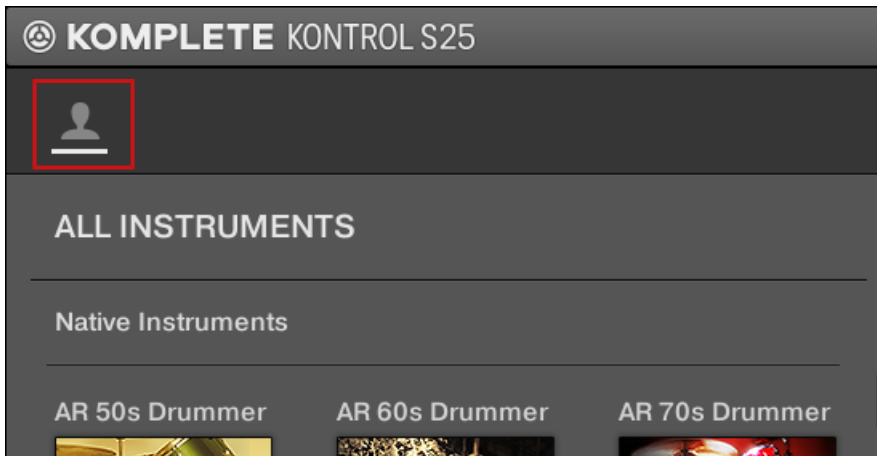 KOMPLETE KONTROL S25
ALL INSTRUMENTS
Native Instruments
AR 50s Drummer AR 60s Drummer AR 70s Drummer